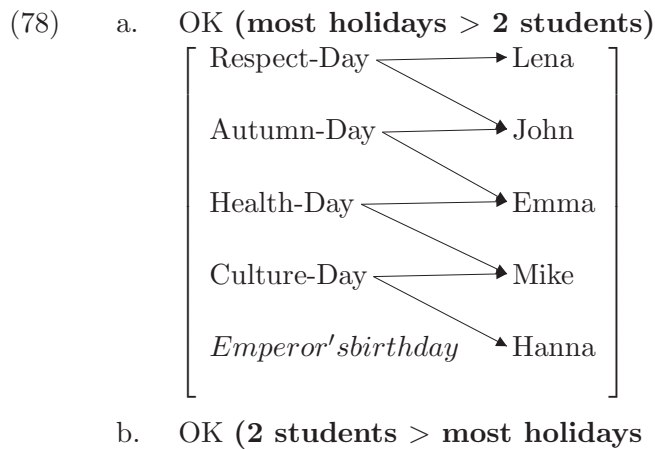 (78) a. OK (most holidays > 2 students)
Respect-Day Lena
Autumn-Day John
Health-Day Emma
Culture-Day Mike
Emperor'sbirthday Hanna
b. OK (2 students > most holidays